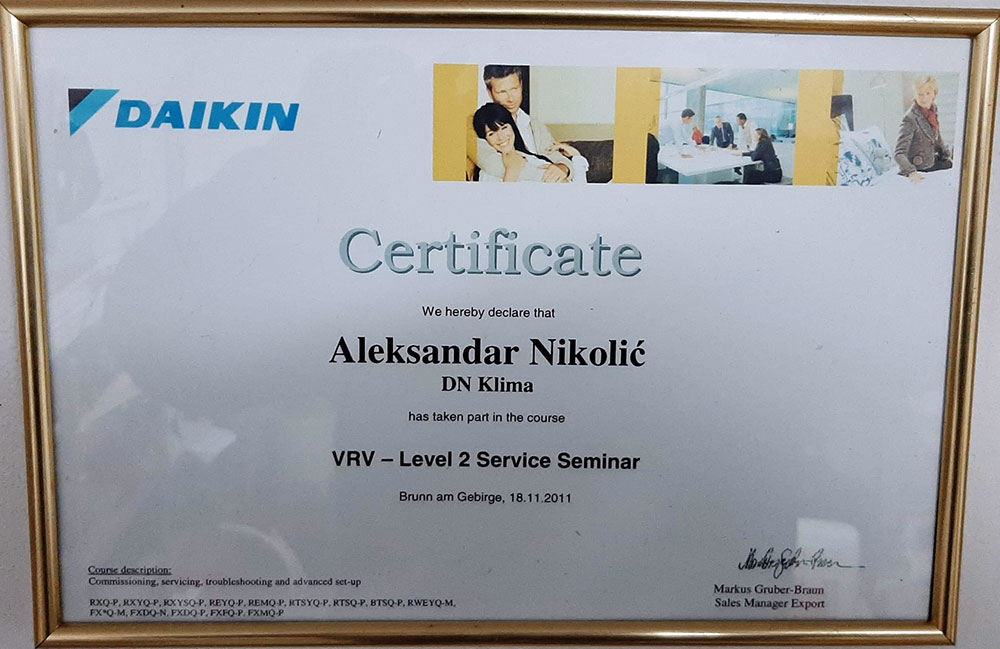 DAIKIN
Certificate
We hereby declare that
Aleksandar Nikolić
DN Klima
has taken part in the course
VRV – Level 2 Service Seminar
Brunn am Gebirge, 18.11.2011
Course description:
Commissioning, servicing, troubleshooting and advanced set-up
RXQ-P, RXYQ-P, RXYSQ-P, REYQ-P, REMQ-P, RTSYQ-P, RTSQ-P, BTSQ-P, RWEYQ-M,
FX*Q-M, FXDQ-N, FXDQ-P, FXFQ-P, FXMQ-P
Markus Gruber-Braun
Sales Manager Export